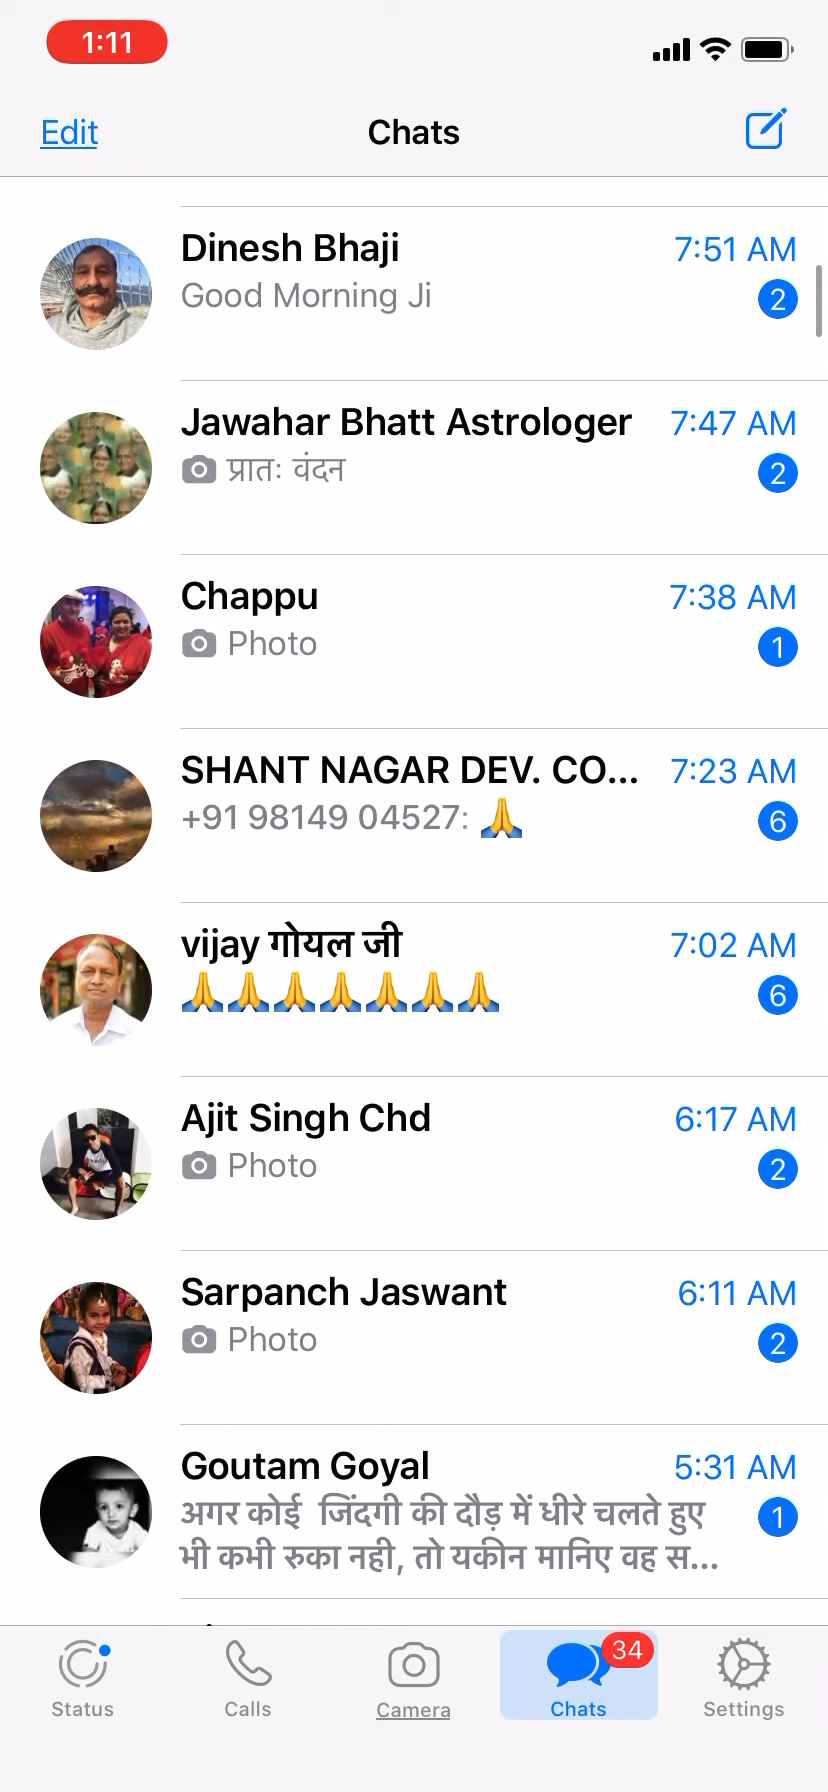 1:11
Edit Chats
Dinesh Bhaji 7:51 AM
Good Morning Ji 2
Jawahar Bhatt Astrologer 7:47 AM
प्रातः वंदन 2
Chappu 7:38 AM
Photo 1
SHANT NAGAR DEV. CO... 7:23 AM
+91 98149 04527: 🙏 6
vijay गोयल जी 7:02 AM
🙏🙏🙏🙏🙏🙏🙏 6
Ajit Singh Chd 6:17 AM
Photo 2
Sarpanch Jaswant 6:11 AM
Photo 2
Goutam Goyal 5:31 AM
अगर कोई  जिंदगी की दौड़ में धीरे चलते हुए 1
भी कभी रुका नही, तो यकीन मानिए वह स...
34
Status Calls Camera Chats Settings